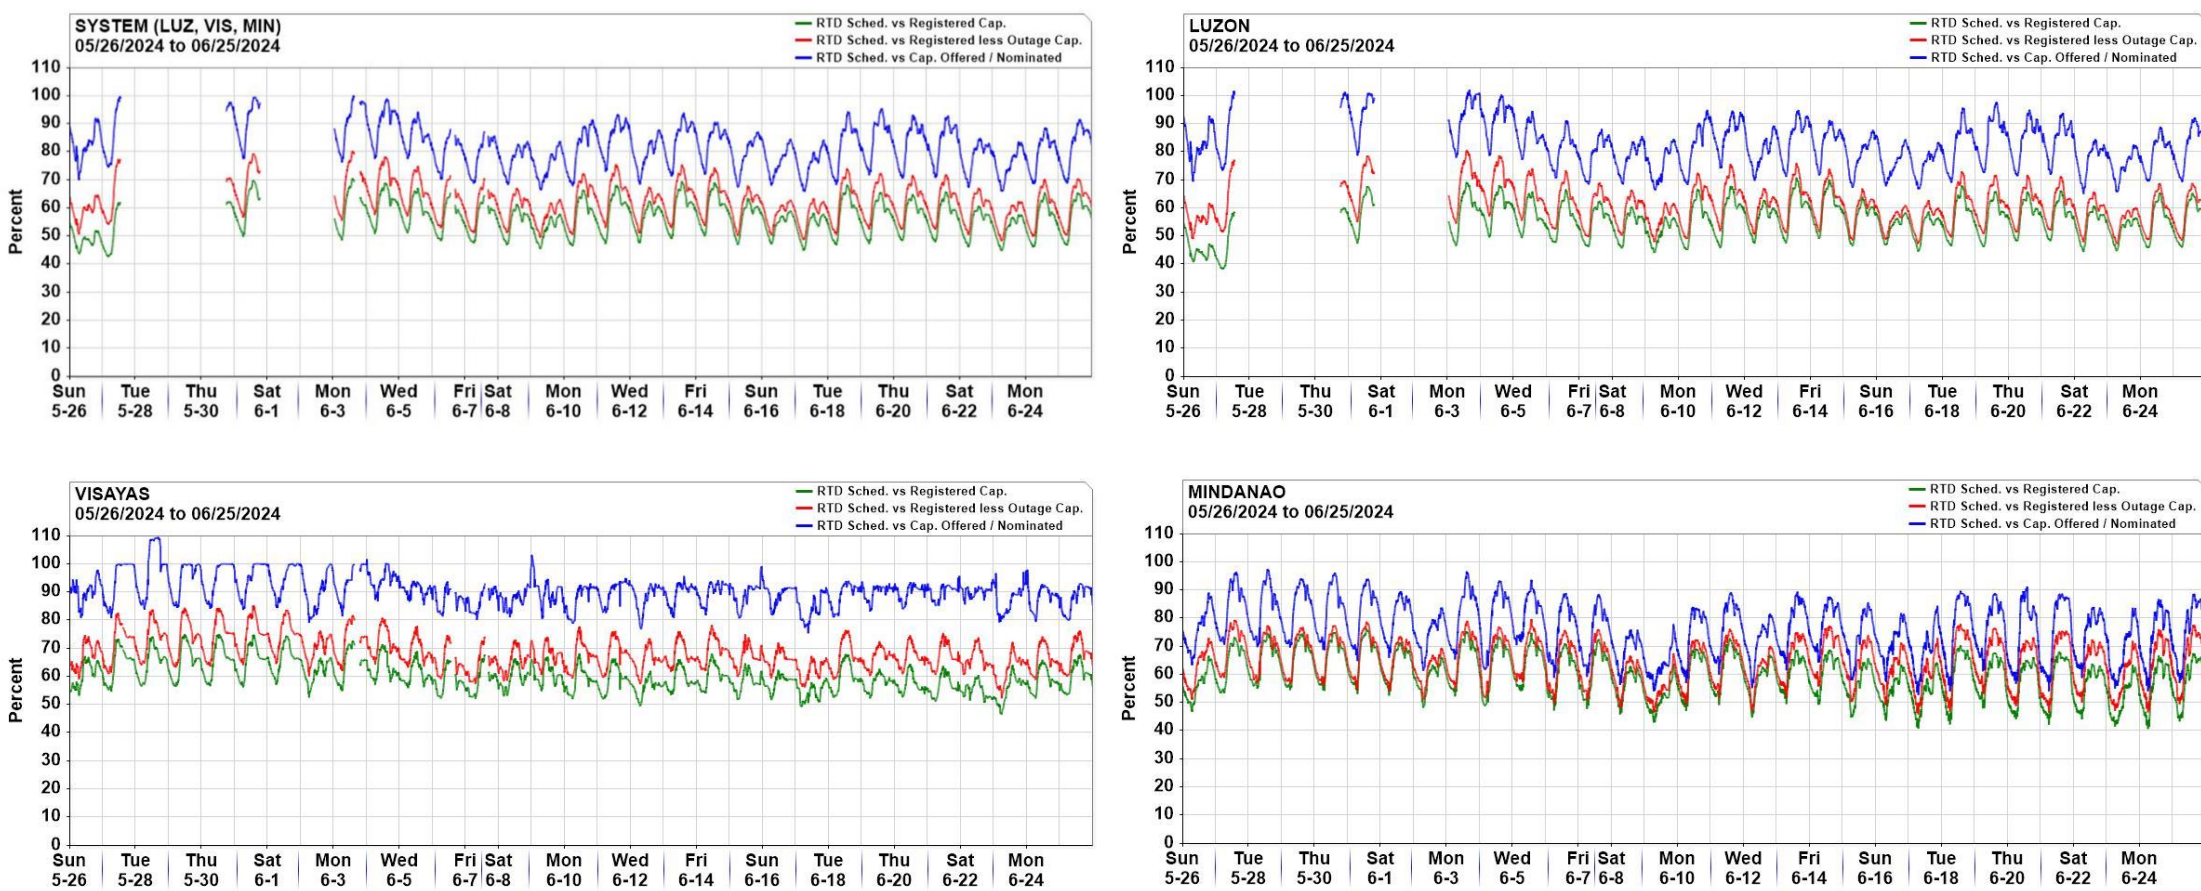 SYSTEM (LUZ, VIS, MIN)
05/26/2024 to 06/25/2024
RTD Sched. vs Registered Cap.
RTD Sched. vs Registered less Outage Cap.
RTD Sched. vs Cap. Offered / Nominated
Percent
110
100
90
80
70
60
50
40
30
20
10
0
Sun Tue Thu Sat Mon Wed Fri Sat Mon Wed Fri Sun Tue Thu Sat Mon
5-26 5-28 5-30 6-1 6-3 6-5 6-7 6-8 6-10 6-12 6-14 6-16 6-18 6-20 6-22 6-24
LUZON
05/26/2024 to 06/25/2024
RTD Sched. vs Registered Cap.
RTD Sched. vs Registered less Outage Cap.
RTD Sched. vs Cap. Offered / Nominated
Percent
110
100
90
80
70
60
50
40
30
20
10
0
Sun Tue Thu Sat Mon Wed Fri Sat Mon Wed Fri Sun Tue Thu Sat Mon
5-26 5-28 5-30 6-1 6-3 6-5 6-7 6-8 6-10 6-12 6-14 6-16 6-18 6-20 6-22 6-24
VISAYAS
05/26/2024 to 06/25/2024
RTD Sched. vs Registered Cap.
RTD Sched. vs Registered less Outage Cap.
RTD Sched. vs Cap. Offered / Nominated
Percent
110
100
90
80
70
60
50
40
30
20
10
0
Sun Tue Thu Sat Mon Wed Fri Sat Mon Wed Fri Sun Tue Thu Sat Mon
5-26 5-28 5-30 6-1 6-3 6-5 6-7 6-8 6-10 6-12 6-14 6-16 6-18 6-20 6-22 6-24
MINDANAO
05/26/2024 to 06/25/2024
RTD Sched. vs Registered Cap.
RTD Sched. vs Registered less Outage Cap.
RTD Sched. vs Cap. Offered / Nominated
Percent
110
100
90
80
70
60
50
40
30
20
10
0
Sun Tue Thu Sat Mon Wed Fri Sat Mon Wed Fri Sun Tue Thu Sat Mon
5-26 5-28 5-30 6-1 6-3 6-5 6-7 6-8 6-10 6-12 6-14 6-16 6-18 6-20 6-22 6-24